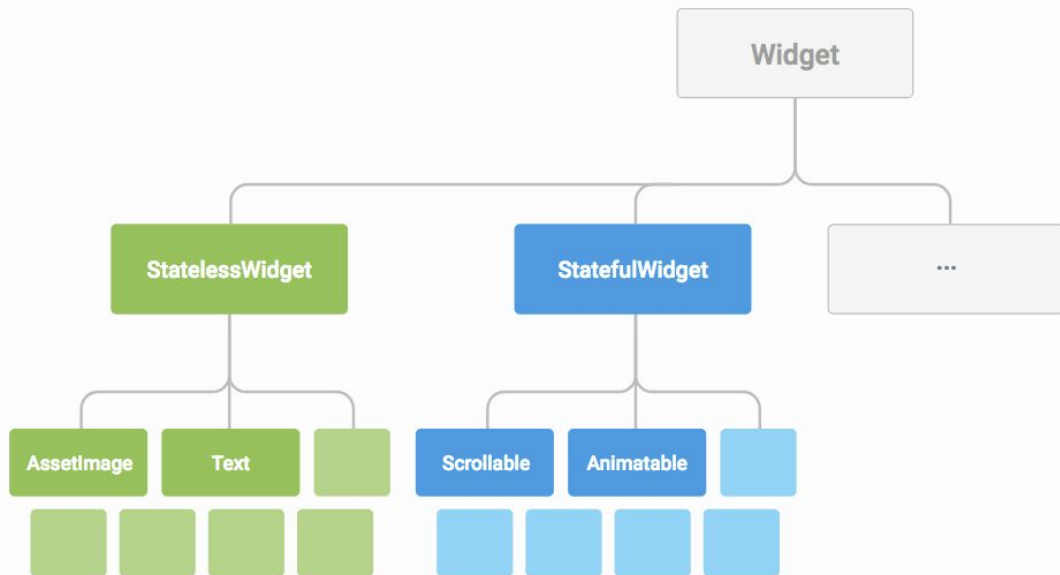 Widget
StatelessWidget
StatefulWidget
...
AssetImage
Text
Scrollable
Animatable